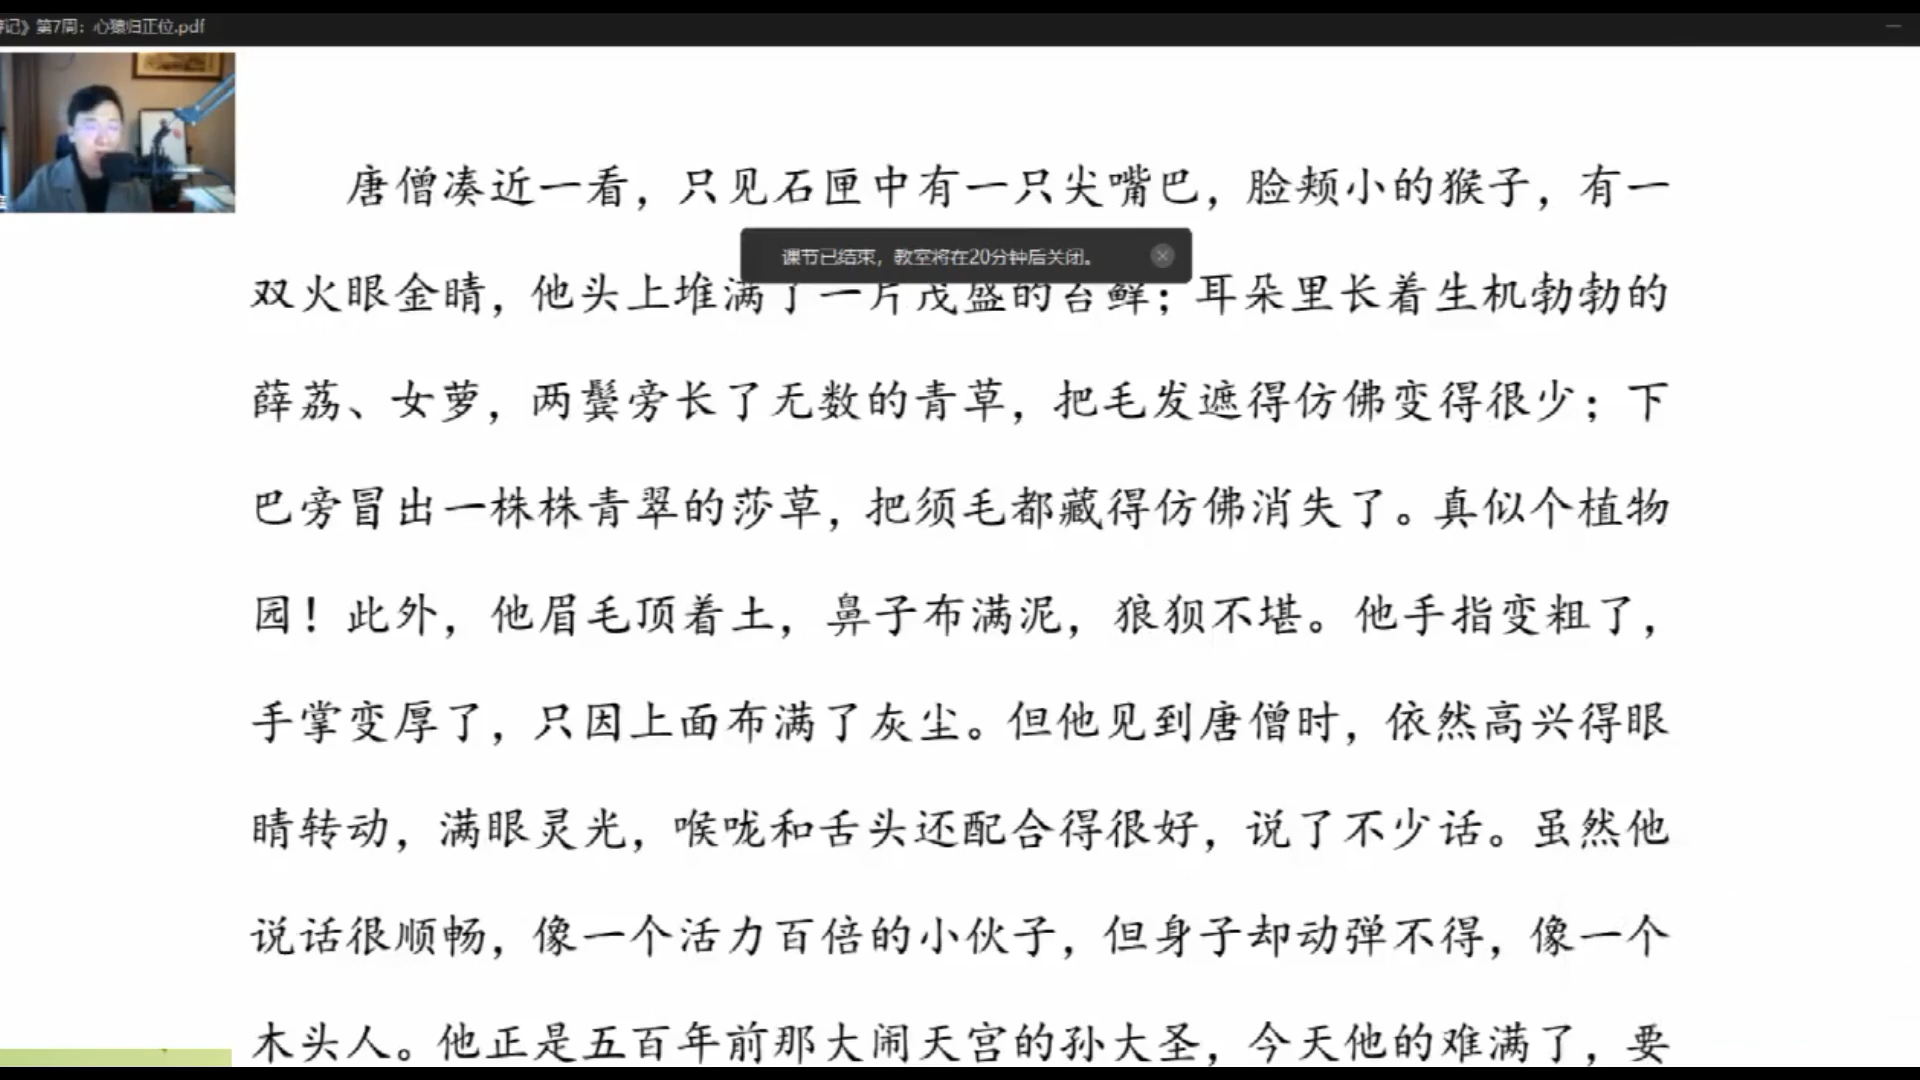 记》第7周：心猿归正位.pdf
唐僧凑近一看，只见石匣中有一只尖嘴巴，脸颊小的猴子，有一
课节已结束，教室将在20分钟后关闭。
双火眼金睛，他头上堆满了一片茂盛的苔鲜；耳朵里长着生机勃勃的
薜荔、女萝，两鬓旁长了无数的青草，把毛发遮得仿佛变得很少；下
巴旁冒出一株株青翠的莎草，把须毛都藏得仿佛消失了。真似个植物
园！此外，他眉毛顶着土，鼻子布满泥，狼狈不堪。他手指变粗了，
手掌变厚了，只因上面布满了灰尘。但他见到唐僧时，依然高兴得眼
睛转动，满眼灵光，喉咙和舌头还配合得很好，说了不少话。虽然他
说话很顺畅，像一个活力百倍的小伙子，但身子却动弹不得，像一个
木头人。他正是五百年前那大闹天宫的孙大圣，今天他的难满了，要